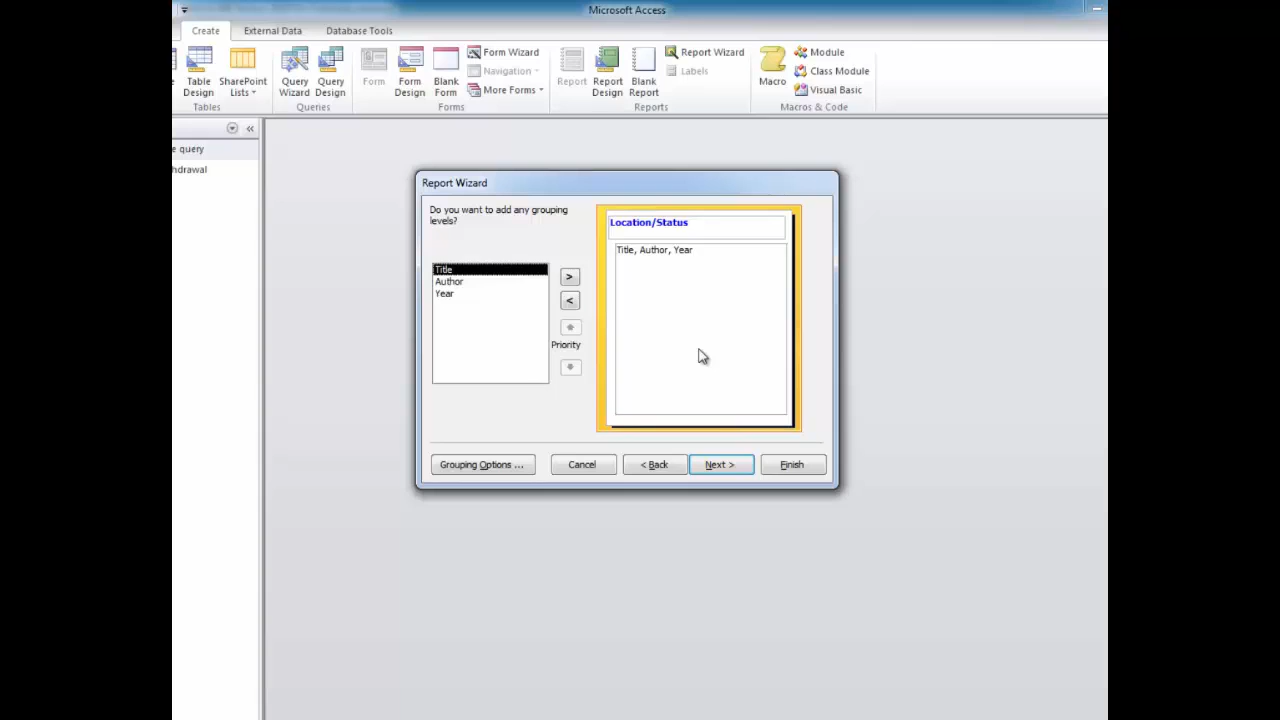 Microsoft Access
Create External Data Database Tools
Table Design
SharePoint Lists
Tables
Query Wizard
Query Design
Queries
Form
Form Design
Blank Form
Form Wizard
Navigation
More Forms
Forms
Report
Report Design
Blank Report
Report Wizard
Labels
Reports
Macro
Module
Class Module
Visual Basic
Macros & Code
e query
hdrawal
Report Wizard
Do you want to add any grouping
levels?
Title
Author
Year
>
<
Priority
Location/Status
Title, Author, Year
Grouping Options ...
Cancel
< Back
Next >
Finish